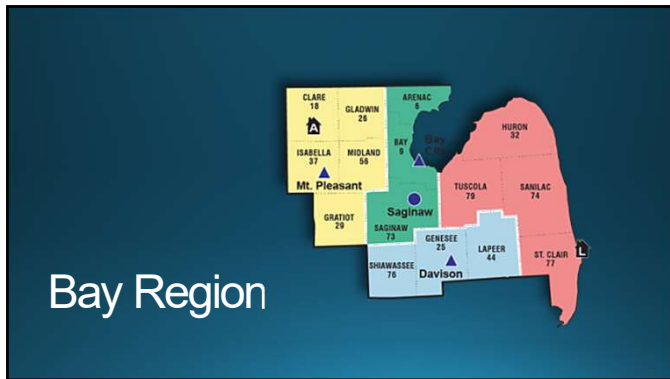 CLARE
18
GLADWIN
26
ARENAC
6
A
HURON
32
BAY
9
Bay
City
ISABELLA
37
MIDLAND
56
Mt. Pleasant
TUSCOLA
79
SANILAC
74
Saginaw
GRATIOT
29
SAGINAW
73
GENESEE
25
LAPEER
44
SHIAWASSEE
76
ST. CLAIR
77
L
Davison
Bay Region